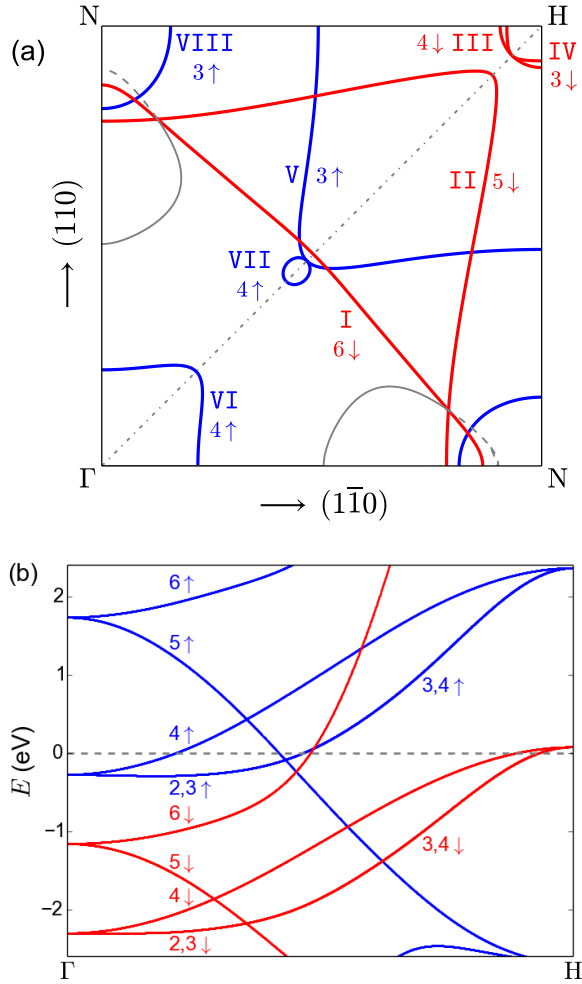 (a)
N
H
VIII
3↑
4↓ III
IV
3↓
V 3↑
II 5↓
VII
4↑
I
6↓
VI
4↑
⟶ (110)
Γ
⟶ (11̅0)
N
(b)
2
1
0
−1
−2
E (eV)
6↑
5↑
4↑
3,4↑
2,3↑
6↓
5↓
4↓
3,4↓
2,3↓
Γ
H